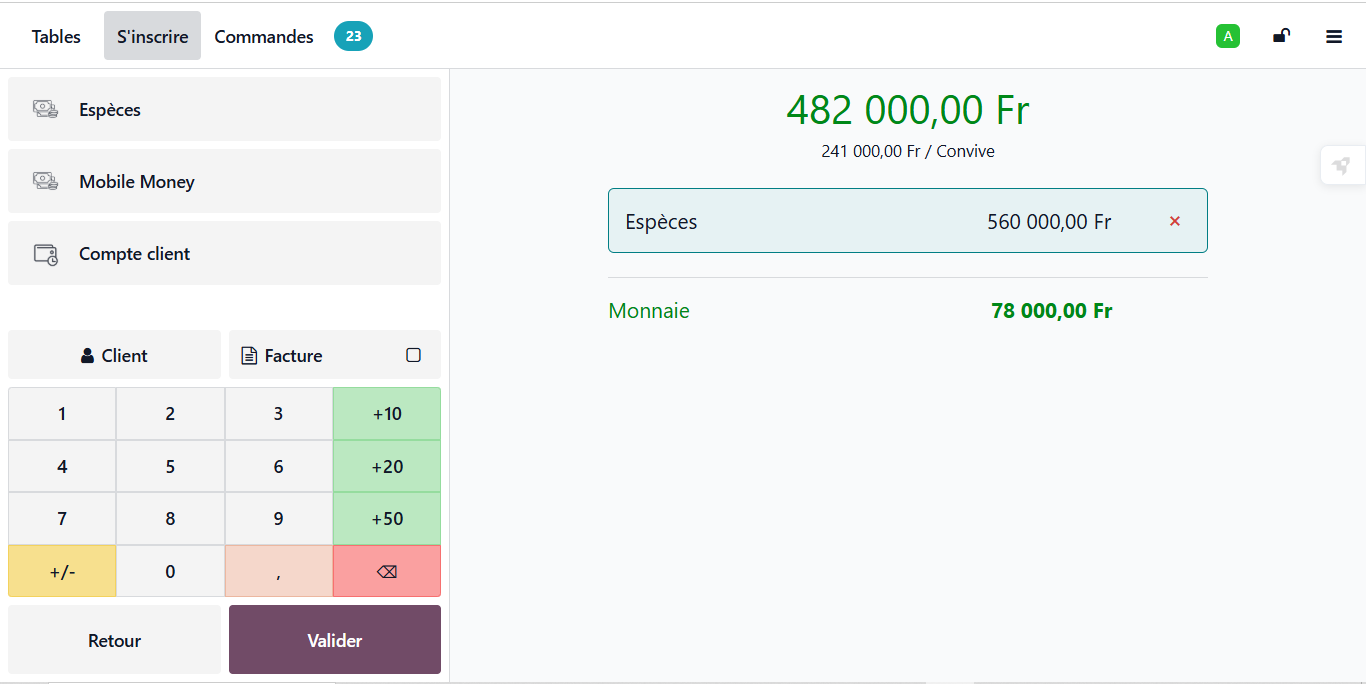 Tables S'inscrire Commandes 23 A
Espèces
Mobile Money
Compte client
Client Facture
1 2 3 +10
4 5 6 +20
7 8 9 +50
+/- 0 , ⌫
Retour Valider
482 000,00 Fr
241 000,00 Fr / Convive
Espèces 560 000,00 Fr ×
Monnaie 78 000,00 Fr